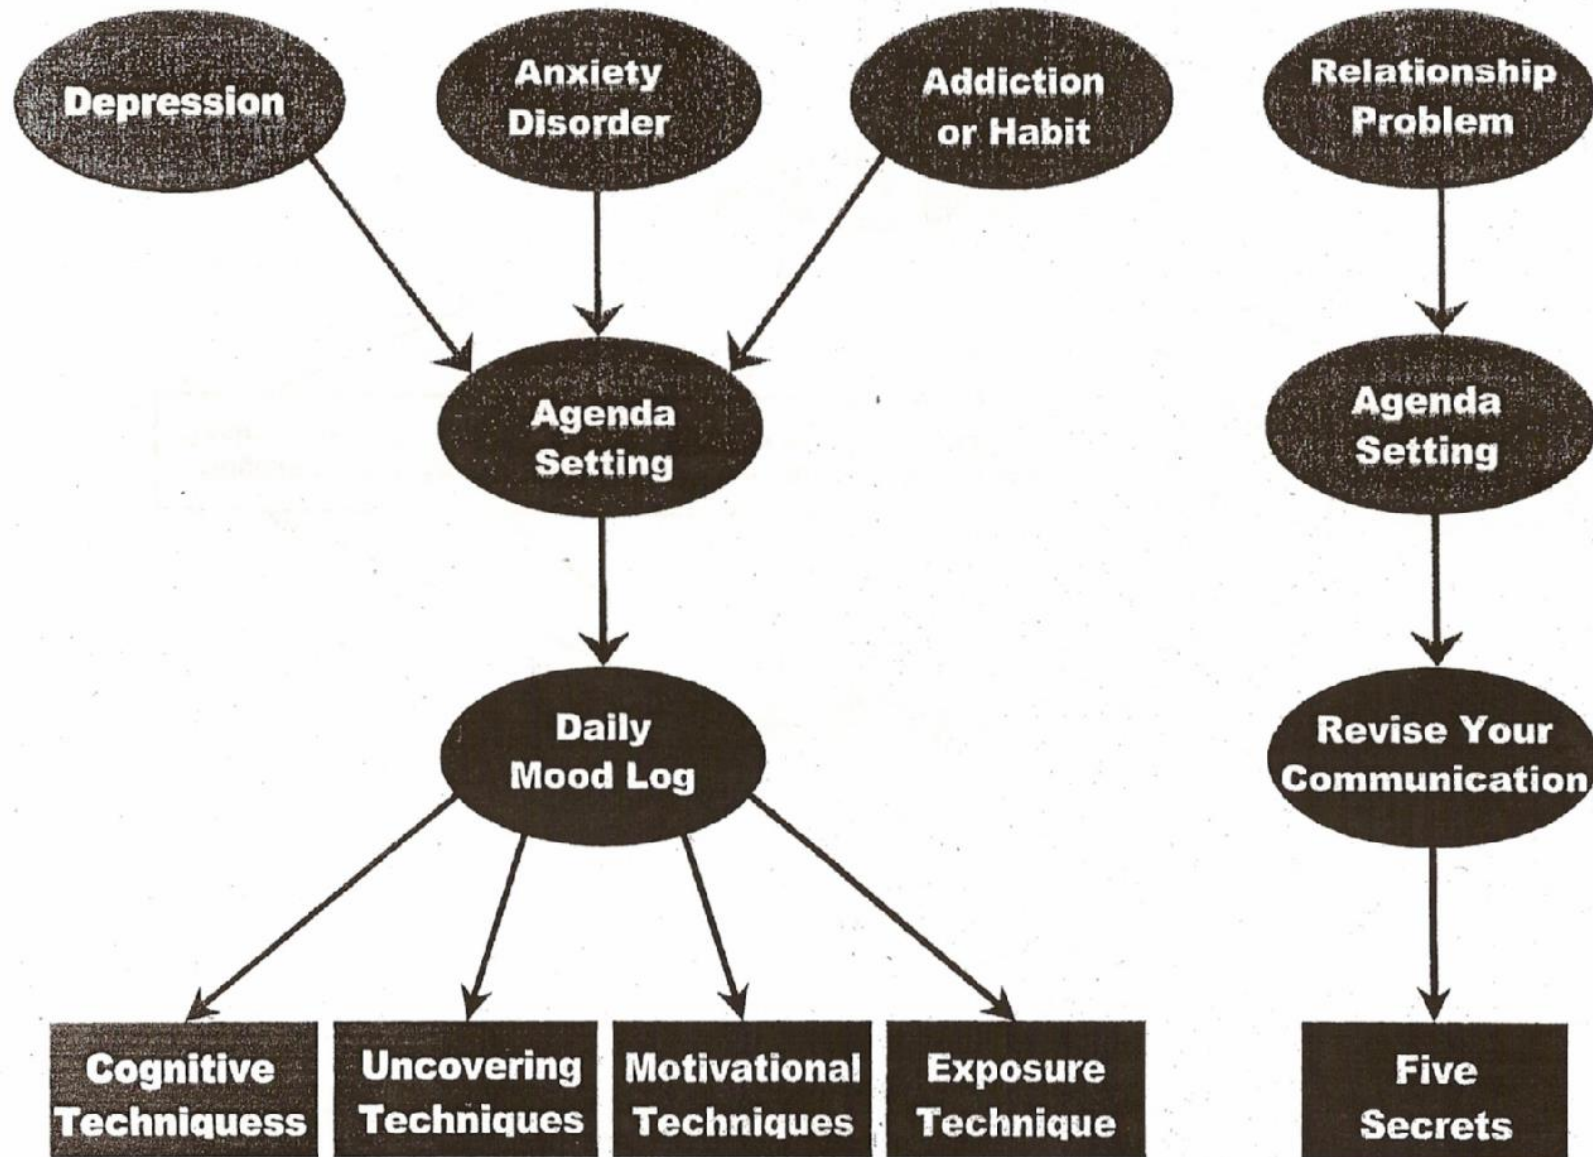 Depression
Anxiety
Disorder
Addiction
or Habit
Relationship
Problem
Agenda
Setting
Agenda
Setting
Daily
Mood Log
Revise Your
Communication
Cognitive
Techniquess
Uncovering
Techniques
Motivational
Techniques
Exposure
Technique
Five
Secrets